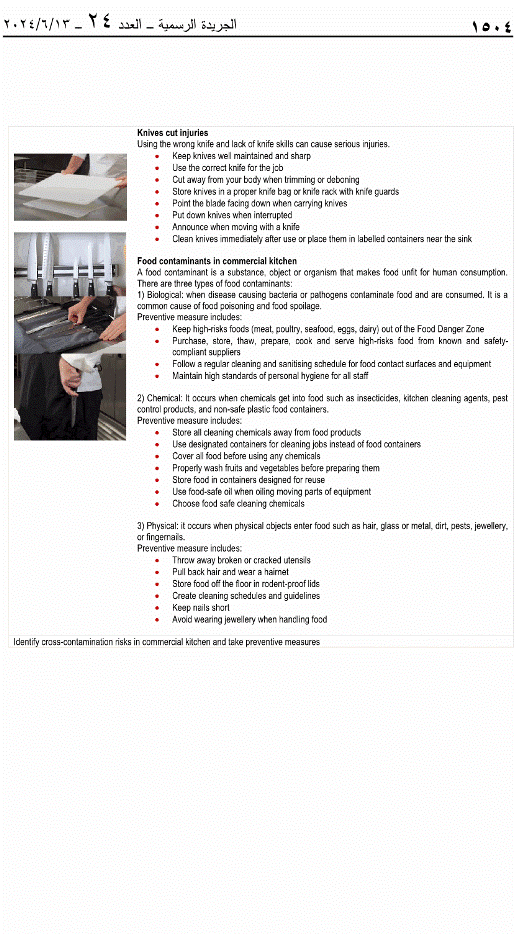 ١٥٠٤ الجريدة الرسمية – العدد ٢٤ – ٢٠٢٤/٦/١٣
Knives cut injuries
Using the wrong knife and lack of knife skills can cause serious injuries.
• Keep knives well maintained and sharp
• Use the correct knife for the job
• Cut away from your body when trimming or deboning
• Store knives in a proper knife bag or knife rack with knife guards
• Point the blade facing down when carrying knives
• Put down knives when interrupted
• Announce when moving with a knife
• Clean knives immediately after use or place them in labelled containers near the sink
Food contaminants in commercial kitchen
A food contaminant is a substance, object or organism that makes food unfit for human consumption.
There are three types of food contaminants:
1) Biological: when disease causing bacteria or pathogens contaminate food and are consumed. It is a
common cause of food poisoning and food spoilage.
Preventive measure includes:
• Keep high-risks foods (meat, poultry, seafood, eggs, dairy) out of the Food Danger Zone
• Purchase, store, thaw, prepare, cook and serve high-risks food from known and safety-
compliant suppliers
• Follow a regular cleaning and sanitising schedule for food contact surfaces and equipment
• Maintain high standards of personal hygiene for all staff
2) Chemical: It occurs when chemicals get into food such as insecticides, kitchen cleaning agents, pest
control products, and non-safe plastic food containers.
Preventive measure includes:
• Store all cleaning chemicals away from food products
• Use designated containers for cleaning jobs instead of food containers
• Cover all food before using any chemicals
• Properly wash fruits and vegetables before preparing them
• Store food in containers designed for reuse
• Use food-safe oil when oiling moving parts of equipment
• Choose food safe cleaning chemicals
3) Physical: it occurs when physical objects enter food such as hair, glass or metal, dirt, pests, jewellery,
or fingernails.
Preventive measure includes:
• Throw away broken or cracked utensils
• Pull back hair and wear a hairnet
• Store food off the floor in rodent-proof lids
• Create cleaning schedules and guidelines
• Keep nails short
• Avoid wearing jewellery when handling food
Identify cross-contamination risks in commercial kitchen and take preventive measures